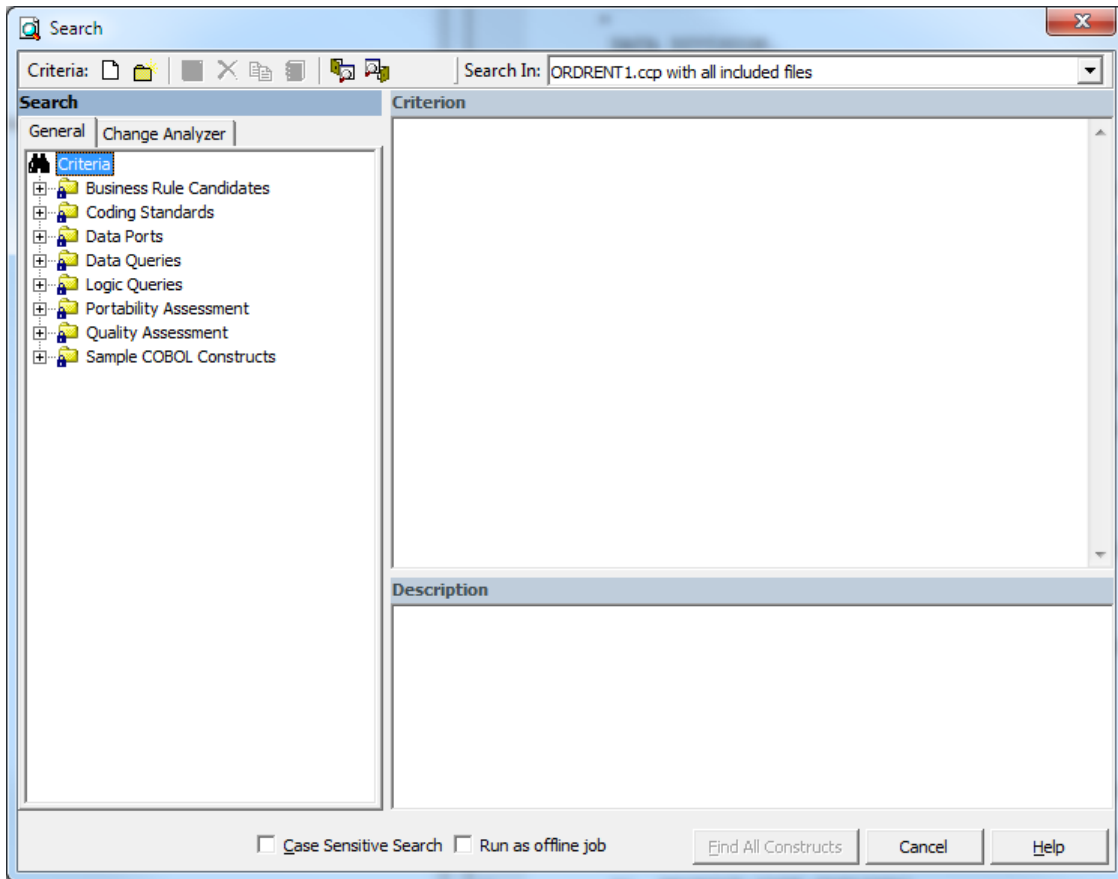 Search
Criteria:
Search In: ORDRENT1.ccp with all included files
Search
General
Change Analyzer
Criteria
Business Rule Candidates
Coding Standards
Data Ports
Data Queries
Logic Queries
Portability Assessment
Quality Assessment
Sample COBOL Constructs
Criterion
Description
Case Sensitive Search
Run as offline job
Find All Constructs
Cancel
Help